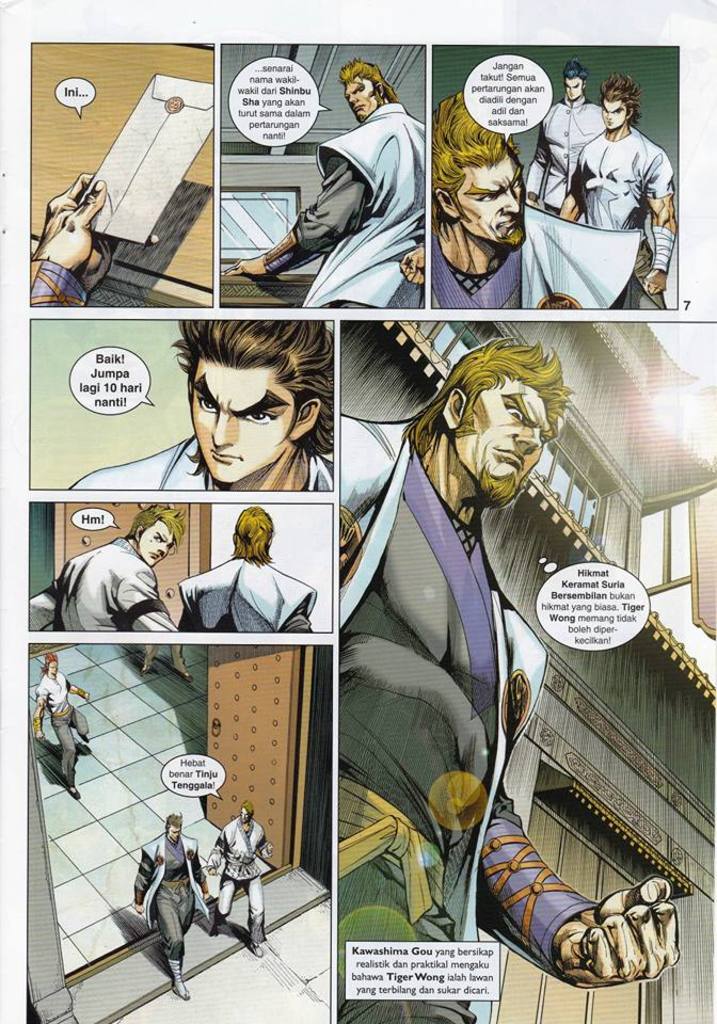 Ini...
...senarai
nama wakil-
wakil dari Shinbu
Sha yang akan
turut sama dalam
pertarungan
nanti!
Jangan
takut! Semua
pertarungan akan
diadili dengan
adil dan
saksama!
7
Baik!
Jumpa
lagi 10 hari
nanti!
Hm!
Hebat
benar Tinju
Tenggala!
Hikmat
Keramat Suria
Bersembilan bukan
hikmat yang biasa. Tiger
Wong memang tidak
boleh diper-
kecilkan!
Kawashima Gou yang bersikap
realistik dan praktikal mengaku
bahawa Tiger Wong ialah lawan
yang terbilang dan sukar dicari.